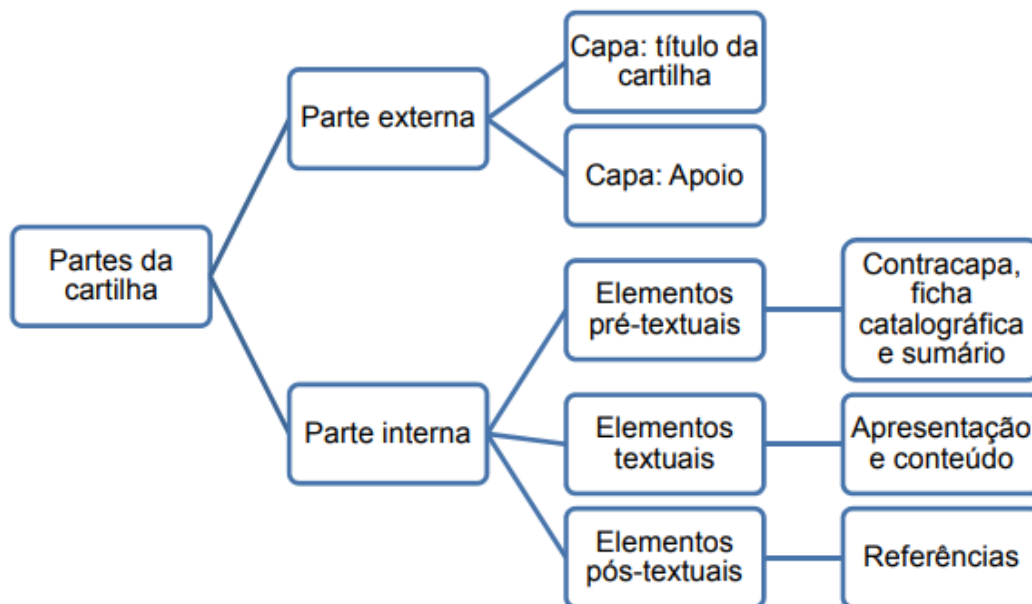 Partes da
cartilha
Parte externa
Capa: título da
cartilha
Capa: Apoio
Parte interna
Elementos
pré-textuais
Contracapa,
ficha
catalográfica
e sumário
Elementos
textuais
Apresentação
e conteúdo
Elementos
pós-textuais
Referências